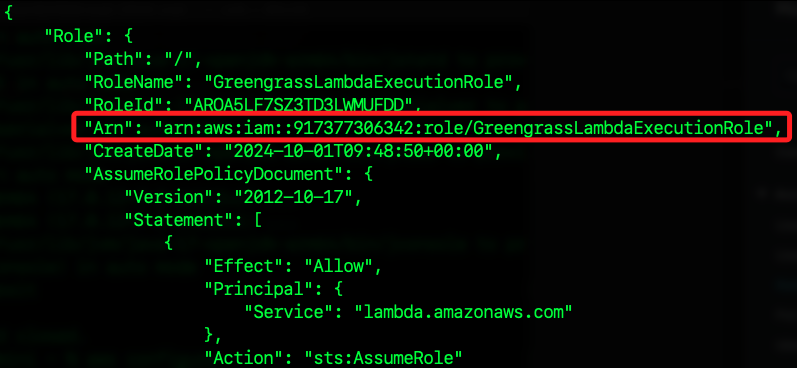 {
"Role": {
"Path": "/",
"RoleName": "GreengrassLambdaExecutionRole",
"RoleId": "AROA5LF7SZ3TD3LWMUFDD",
"Arn": "arn:aws:iam::917377306342:role/GreengrassLambdaExecutionRole",
"CreateDate": "2024-10-01T09:48:50+00:00",
"AssumeRolePolicyDocument": {
"Version": "2012-10-17",
"Statement": [
{
"Effect": "Allow",
"Principal": {
"Service": "lambda.amazonaws.com"
},
"Action": "sts:AssumeRole"